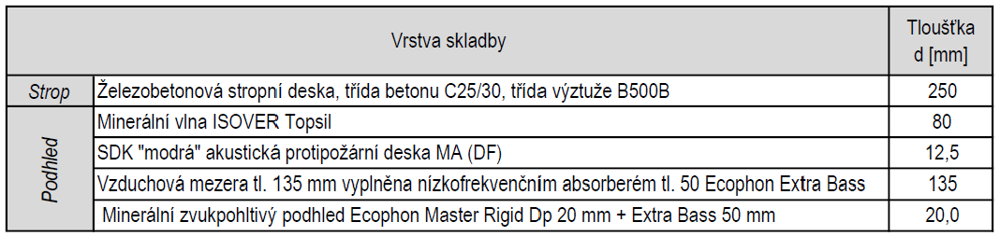 Vrstva skladby
Tloušťka
d [mm]
Strop
Železobetonová stropní deska, třída betonu C25/30, třída výztuže B500B
250
Podhled
Minerální vlna ISOVER Topsil
80
SDK "modrá" akustická protipožární deska MA (DF)
12,5
Vzduchová mezera tl. 135 mm vyplněna nízkofrekvenčním absorberém tl. 50 Ecophon Extra Bass
135
Minerální zvukpohltivý podhled Ecophon Master Rigid Dp 20 mm + Extra Bass 50 mm
20,0